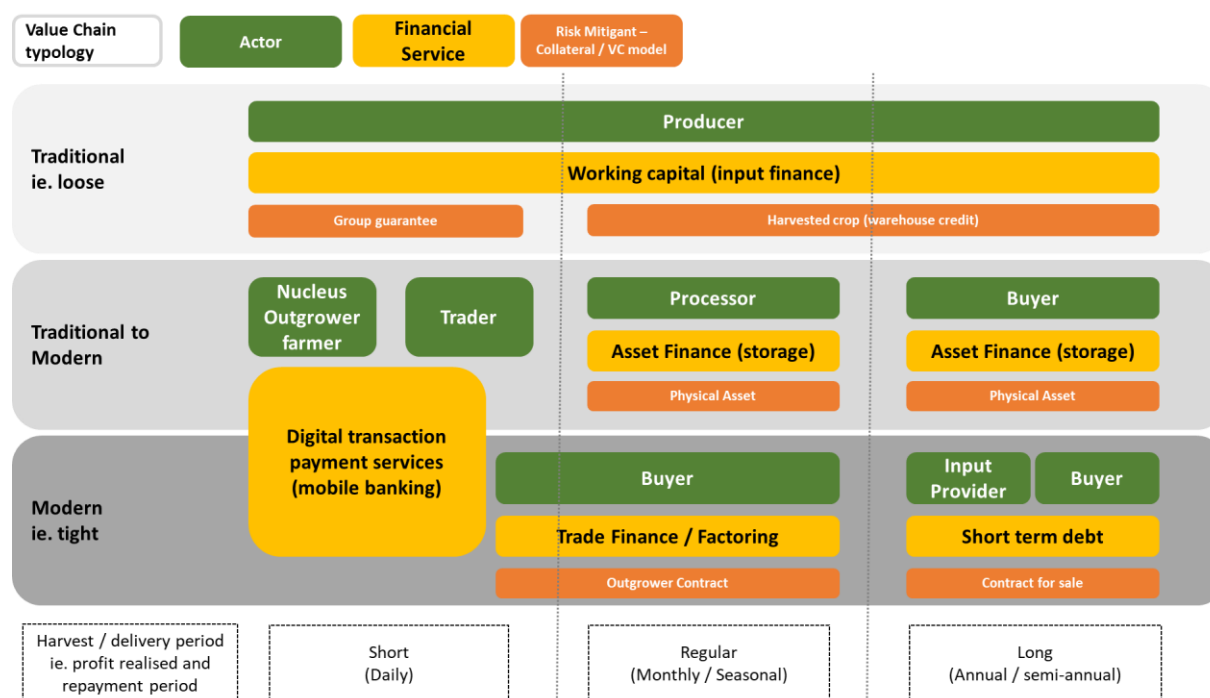 Value Chain
typology
Actor
Financial
Service
Risk Mitigant –
Collateral / VC model
Traditional
ie. loose
Producer
Working capital (input finance)
Group guarantee
Harvested crop (warehouse credit)
Traditional to
Modern
Nucleus
Outgrower
farmer
Trader
Processor
Buyer
Asset Finance (storage)
Asset Finance (storage)
Physical Asset
Physical Asset
Digital transaction
payment services
(mobile banking)
Modern
ie. tight
Buyer
Input
Provider
Buyer
Trade Finance / Factoring
Short term debt
Outgrower Contract
Contract for sale
Harvest / delivery period
ie. profit realised and
repayment period
Short
(Daily)
Regular
(Monthly / Seasonal)
Long
(Annual / semi-annual)